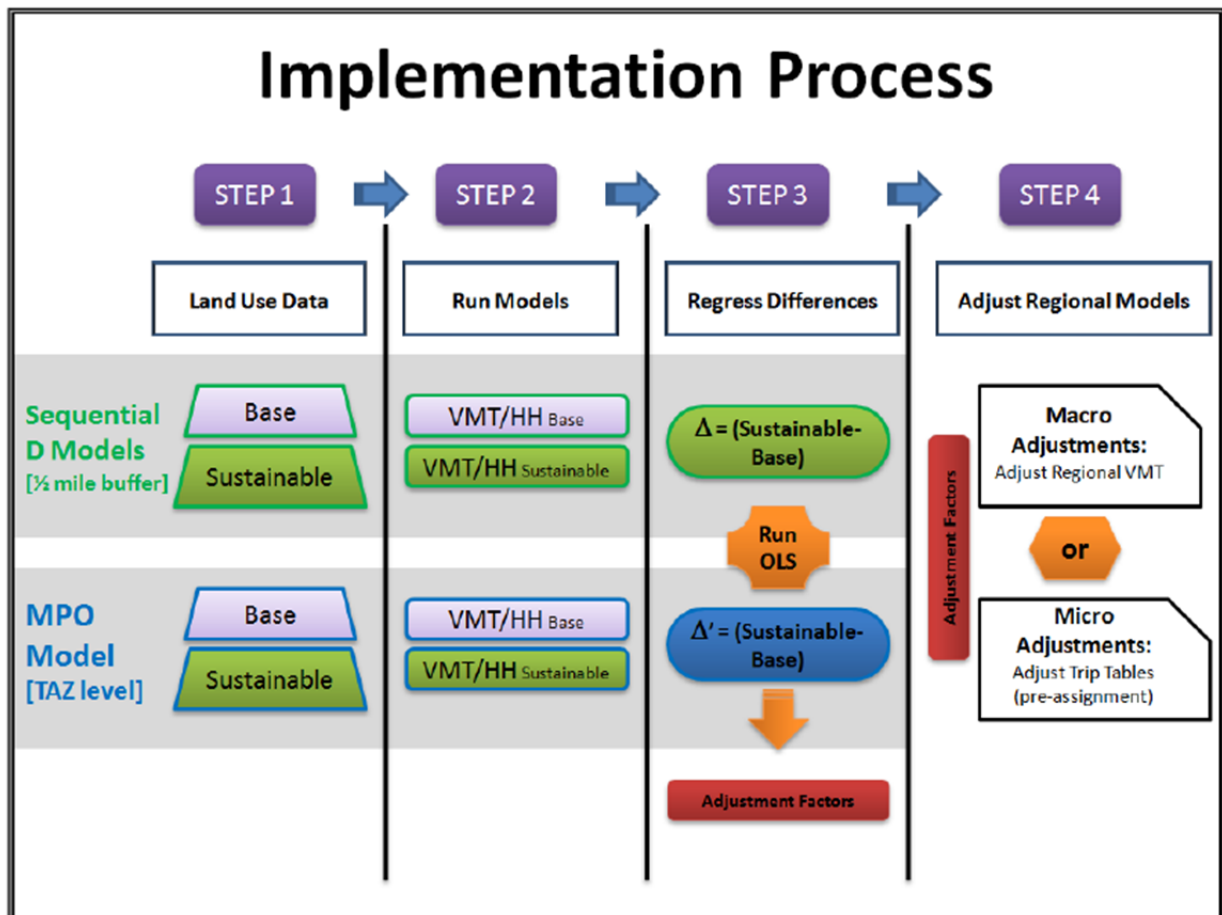 Implementation Process
STEP 1
STEP 2
STEP 3
STEP 4
Land Use Data
Run Models
Regress Differences
Adjust Regional Models
Sequential
D Models
[½ mile buffer]
Base
Sustainable
VMT/HH Base
VMT/HH Sustainable
Δ = (Sustainable-
Base)
Run
OLS
MPO
Model
[TAZ level]
Base
Sustainable
VMT/HH Base
VMT/HH Sustainable
Δ' = (Sustainable-
Base)
Adjustment Factors
Adjustment Factors
Macro
Adjustments:
Adjust Regional VMT
or
Micro
Adjustments:
Adjust Trip Tables
(pre-assignment)